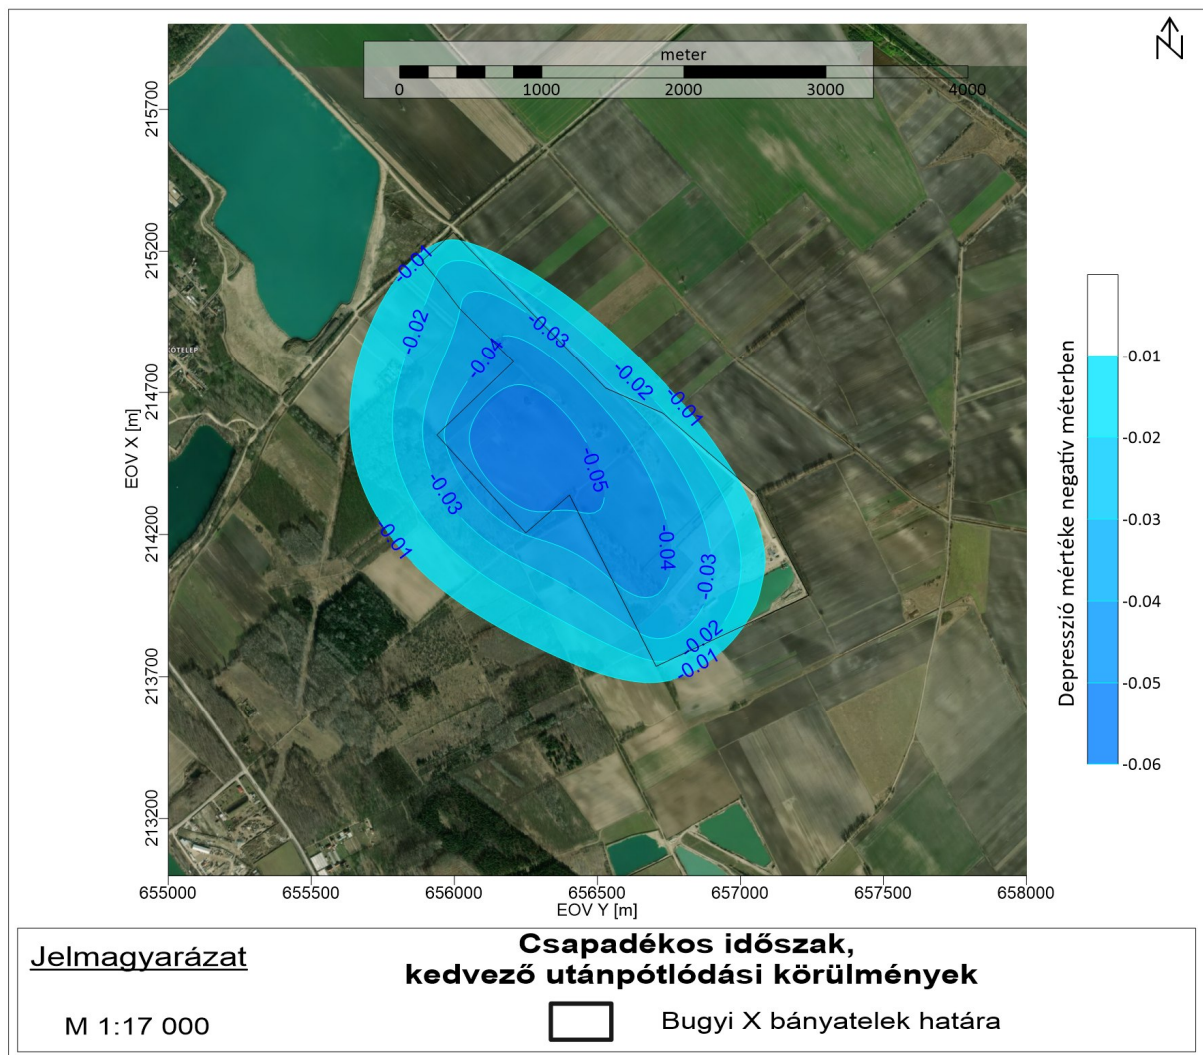 N
meter
0 1000 2000 3000 4000
215700
215200
214700
214200
213700
213200
EOV X [m]
-0.01
-0.02
-0.03
-0.04
-0.02
-0.01
-0.05
-0.03
-0.01
-0.04
-0.03
-0.02
-0.01
655000 655500 656000 656500 657000 657500 658000
EOV Y [m]
Depresszió mértéke negatív méterben
-0.01
-0.02
-0.03
-0.04
-0.05
-0.06
Jelmagyarázat
Csapadékos időszak,
kedvező utánpótlódási körülmények
M 1:17 000
Bugyi X bányatelek határa